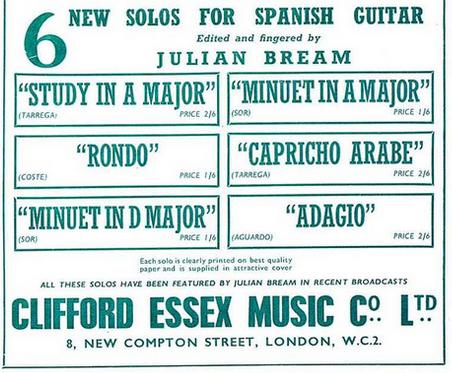 6 NEW SOLOS FOR SPANISH GUITAR
Edited and fingered by
JULIAN BREAM
"STUDY IN A MAJOR"
(TARREGA) PRICE 2/6
"MINUET IN A MAJOR"
(SOR) PRICE 1/6
"RONDO"
(COSTE) PRICE 1/6
"CAPRICHO ARABE"
(TARREGA) PRICE 2/6
"MINUET IN D MAJOR"
(SOR) PRICE 1/6
"ADAGIO"
(AGUARDO) PRICE 2/6
Each solo is clearly printed on best quality
paper and is supplied in attractive cover
ALL THESE SOLOS HAVE BEEN FEATURED BY JULIAN BREAM IN RECENT BROADCASTS
CLIFFORD ESSEX MUSIC Co. LTD.
8, NEW COMPTON STREET, LONDON, W.C.2.